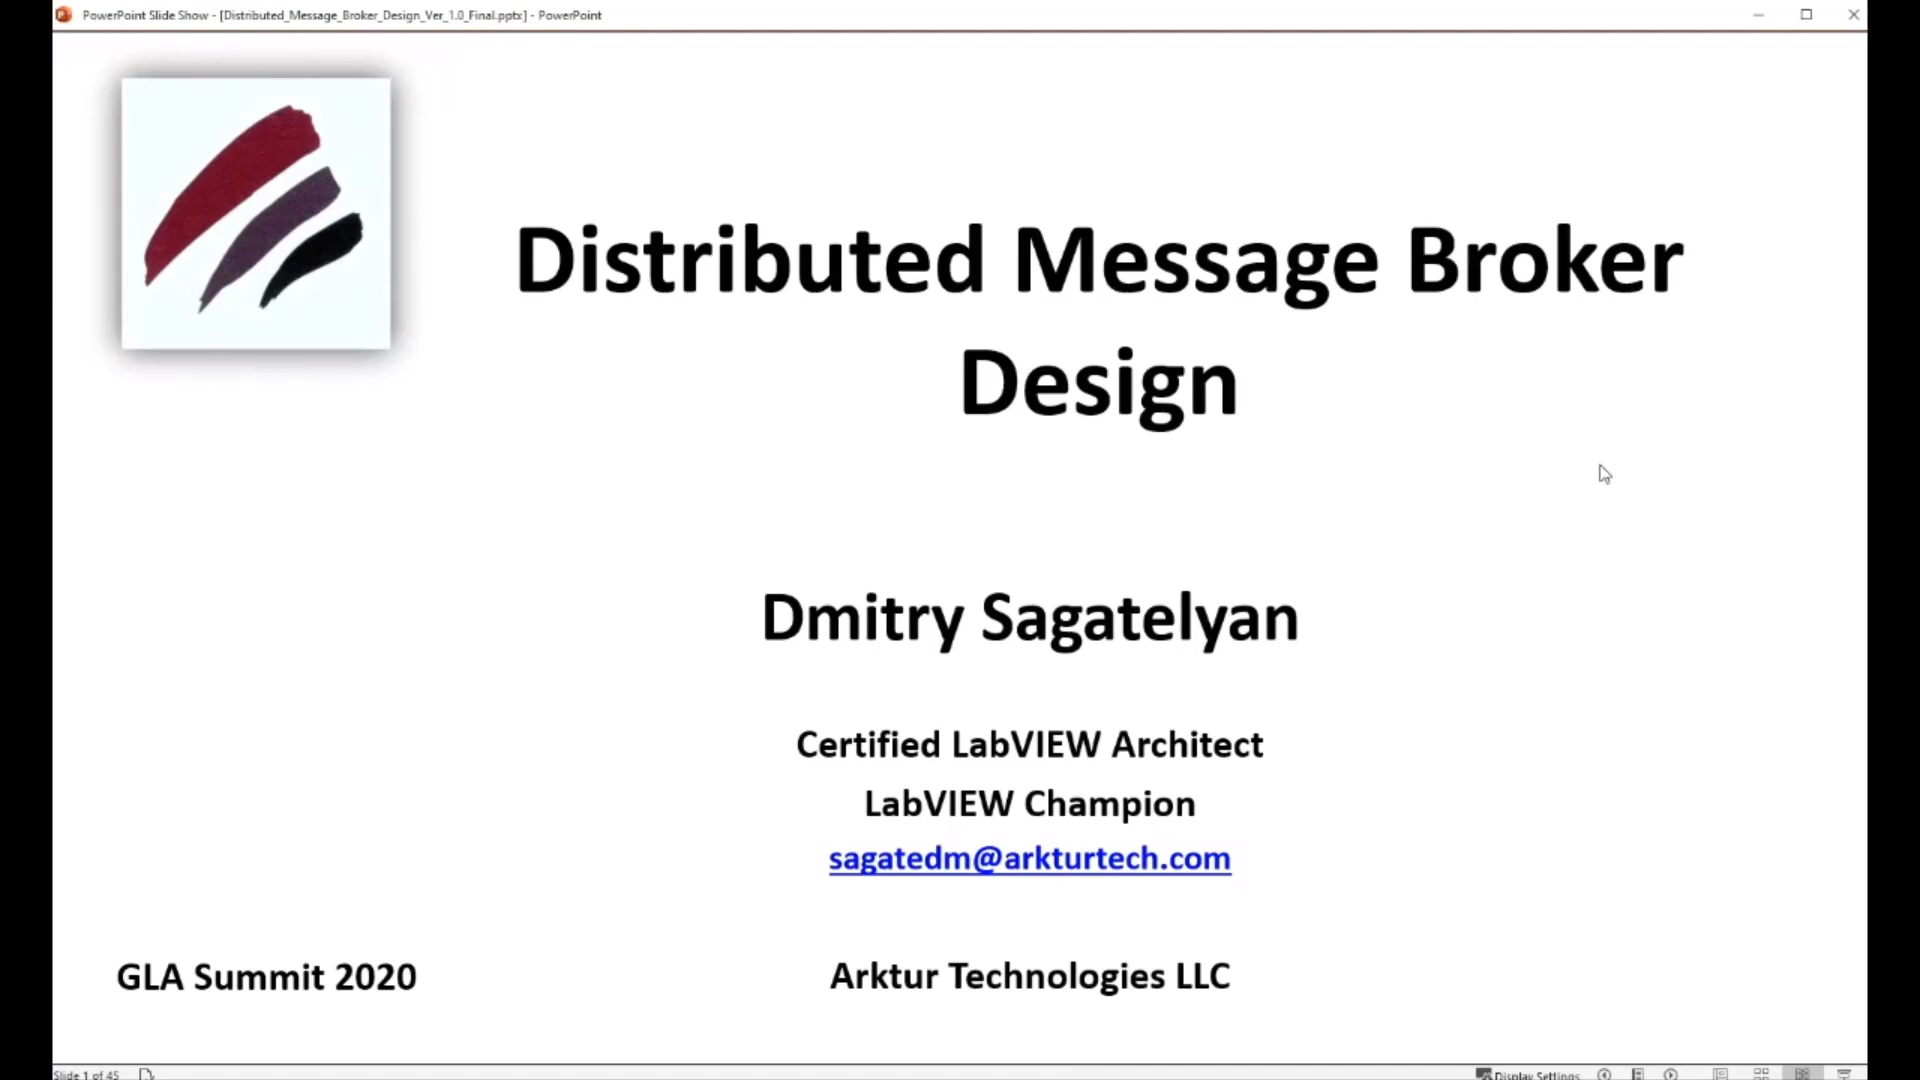 PowerPoint Slide Show - [Distributed_Message_Broker_Design_Ver_1.0_Final.pptx] - PowerPoint
Distributed Message Broker
Design
Dmitry Sagatelyan
Certified LabVIEW Architect
LabVIEW Champion
sagatedm@arkturtech.com
GLA Summit 2020
Arktur Technologies LLC
Slide 1 of 45
Display Settings